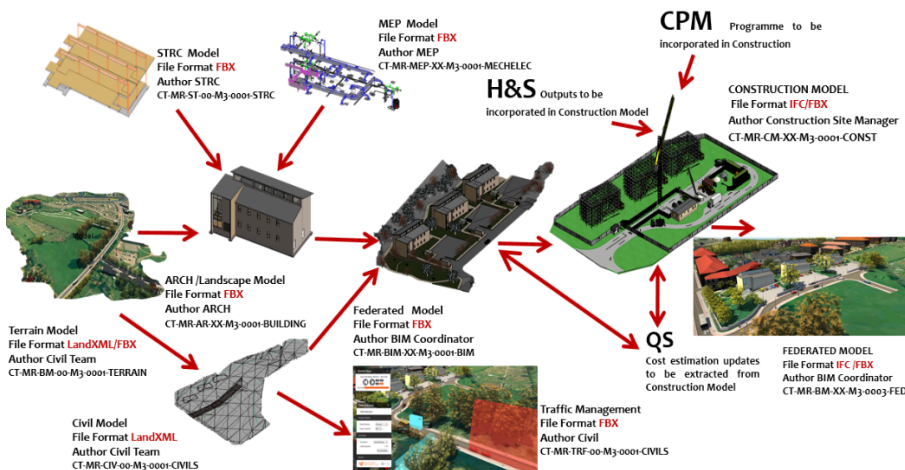 STRC Model
File Format FBX
Author STRC
CT-MR-ST-00-M3-0001-STRC
MEP Model
File Format FBX
Author MEP
CT-MR-MEP-XX-M3-0001-MECHELEC
CPM Programme to be
incorporated in Construction
H&S Outputs to be
incorporated in Construction Model
CONSTRUCTION MODEL
File Format IFC/FBX
Author Construction Site Manager
CT-MR-CM-XX-M3-0001-CONST
ARCH /Landscape Model
File Format FBX
Author ARCH
CT-MR-AR-XX-M3-0001-BUILDING
Terrain Model
File Format LandXML/FBX
Author Civil Team
CT-MR-BM-00-M3-0001-TERRAIN
Federated Model
File Format FBX
Author BIM Coordinator
CT-MR-BIM-XX-M3-0001-BIM
QS
Cost estimation updates
to be extracted from
Construction Model
FEDERATED MODEL
File Format IFC /FBX
Author BIM Coordinator
CT-MR-BM-XX-M3-0003-FED
Civil Model
File Format LandXML
Author Civil Team
CT-MR-CIV-00-M3-0001-CIVILS
Traffic Management
File Format FBX
Author Civil
CT-MR-TRF-00-M3-0001-CIVILS